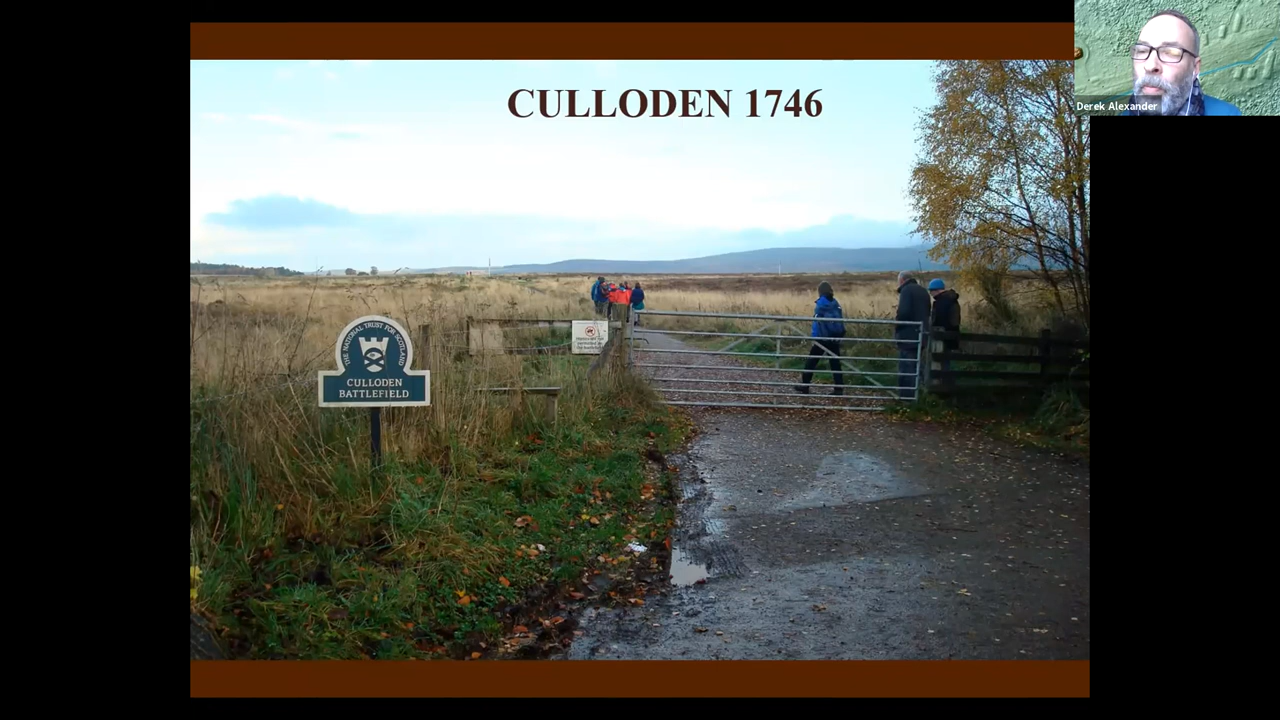 CULLODEN 1746
Derek Alexander
THE NATIONAL TRUST FOR SCOTLAND
CULLODEN
BATTLEFIELD